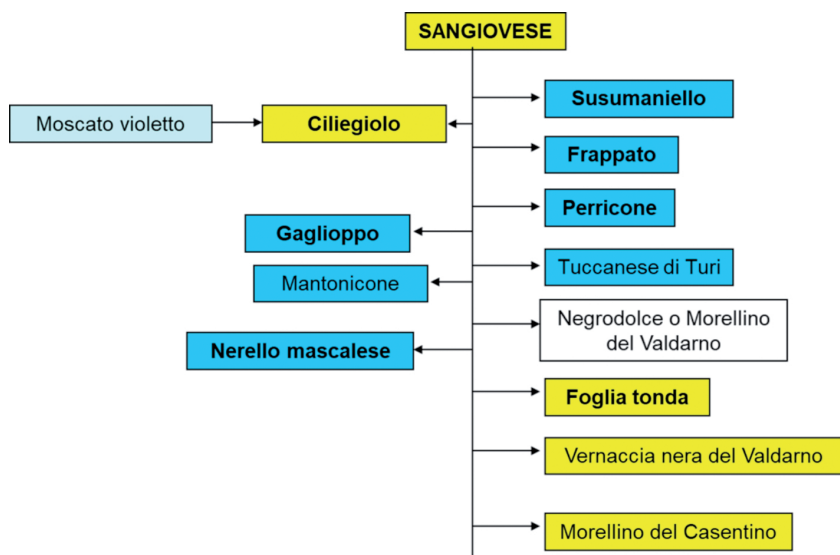 SANGIOVESE
Susumaniello
Moscato violetto
Ciliegiolo
Frappato
Perricone
Gaglioppo
Tuccanese di Turi
Mantonicone
Negrodolce o Morellino
del Valdarno
Nerello mascalese
Foglia tonda
Vernaccia nera del Valdarno
Morellino del Casentino